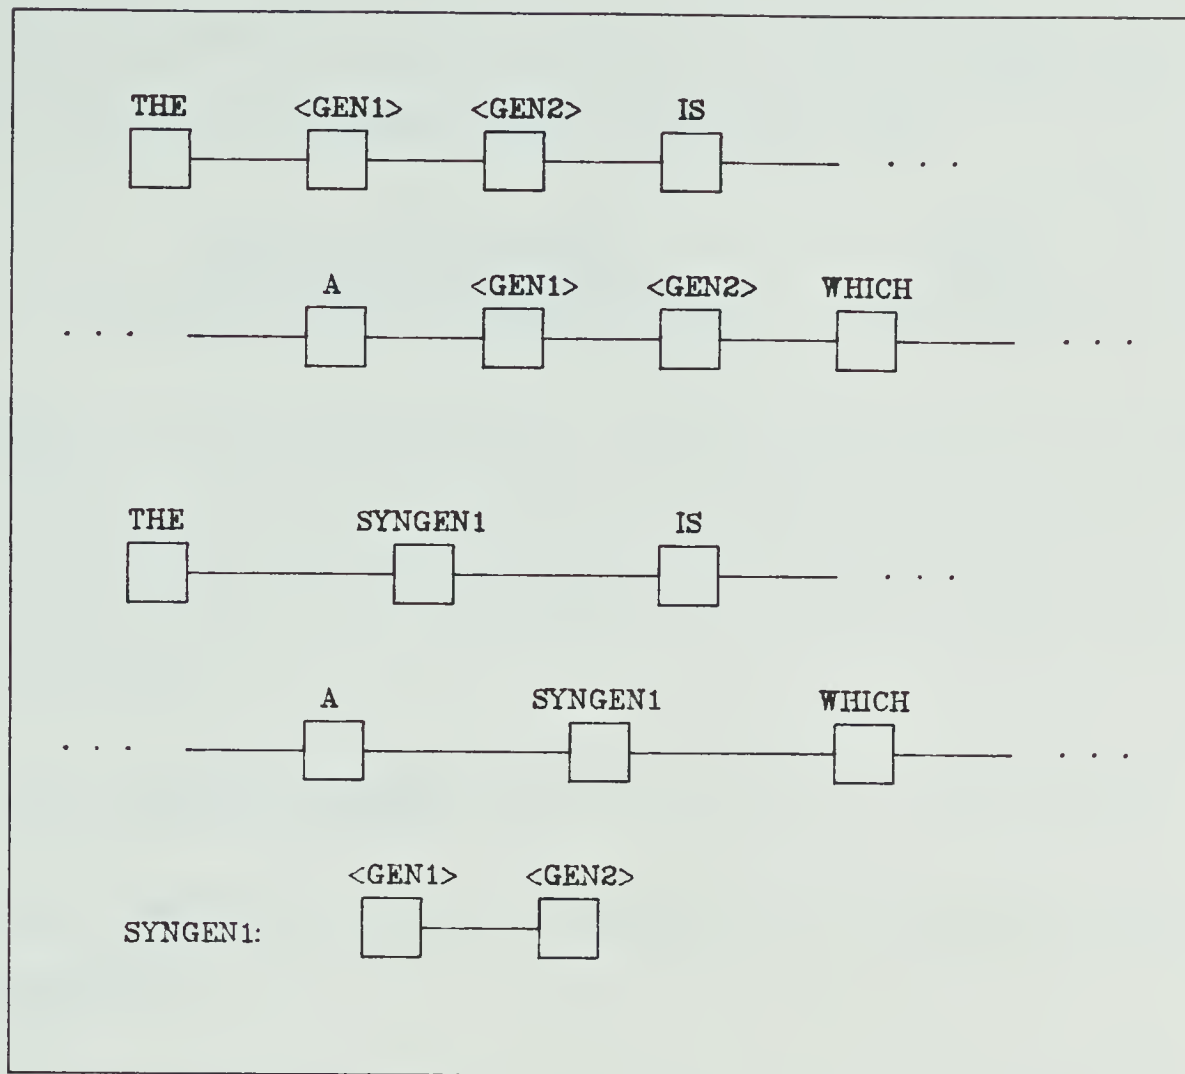 THE <GEN1> <GEN2> IS
. . .
A <GEN1> <GEN2> WHICH
. . . . . .
THE SYNGEN1 IS
. . .
A SYNGEN1 WHICH
. . . . . .
<GEN1> <GEN2>
SYNGEN1: